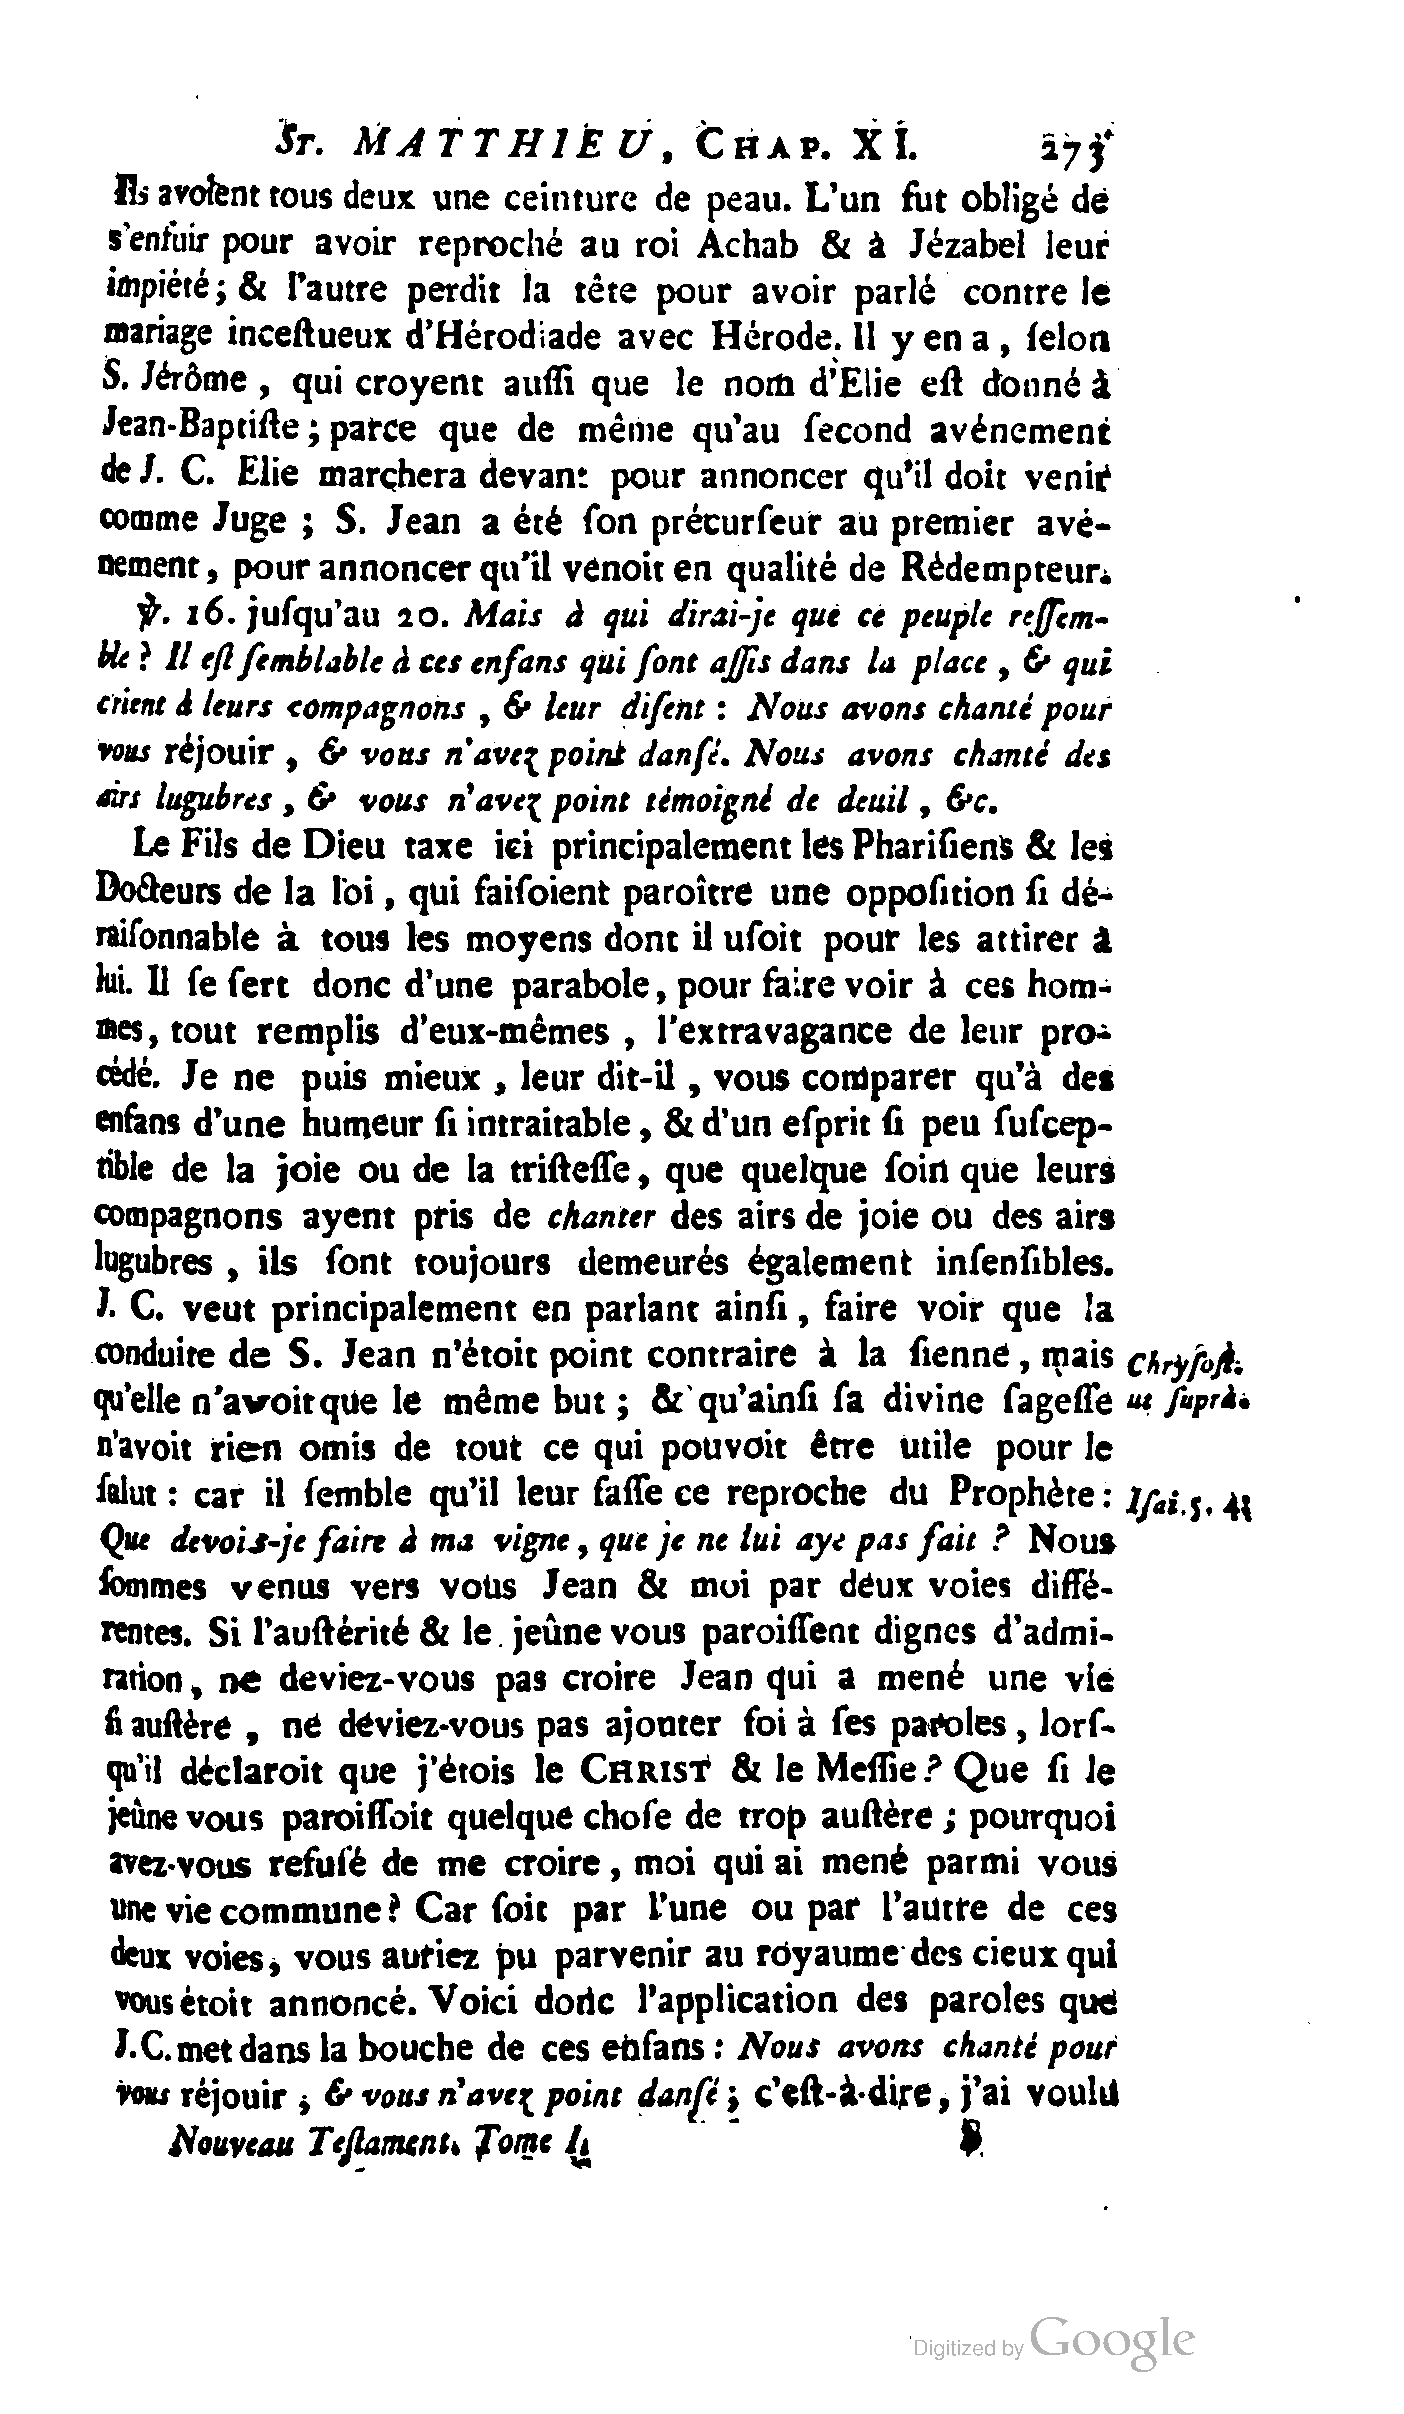 St. MATTHIEU, CHAP. XI. 273
Ils avoient tous deux une ceinture de peau. L'un fut obligé de
s'enfuir pour avoir reproché au roi Achab & à Jézabel leur
impiété ; & l'autre perdit la tête pour avoir parlé contre le
mariage inceſtueux d'Hérodiade avec Hérode. Il y en a, ſelon
S. Jérôme, qui croyent auſſi que le nom d'Elie eſt donné à
Jean-Baptiſte ; parce que de même qu'au ſecond avénement
de J. C. Elie marchera devant pour annoncer qu'il doit venir
comme Juge ; S. Jean a été ſon précurſeur au premier avé-
nement, pour annoncer qu'il venoit en qualité de Rédempteur.
℣. 16. juſqu'au 20. Mais à qui dirai-je que ce peuple reſſem-
ble ? Il eſt ſemblable à ces enfans qui ſont aſſis dans la place, & qui
crient à leurs compagnons, & leur diſent : Nous avons chanté pour
vous réjouir, & vous n'avez point danſé. Nous avons chanté des
airs lugubres, & vous n'avez point témoigné de deuil, &c.
Le Fils de Dieu taxe ici principalement les Phariſiens & les
Docteurs de la loi, qui faiſoient paroître une oppoſition ſi dé-
raiſonnable à tous les moyens dont il uſoit pour les attirer à
lui. Il ſe ſert donc d'une parabole, pour faire voir à ces hom-
mes, tout remplis d'eux-mêmes, l'extravagance de leur pro-
cédé. Je ne puis mieux, leur dit-il, vous comparer qu'à des
enfans d'une humeur ſi intraitable, & d'un eſprit ſi peu ſuſcep-
tible de la joie ou de la triſteſſe, que quelque ſoin que leurs
compagnons ayent pris de chanter des airs de joie ou des airs
lugubres, ils ſont toujours demeurés également inſenſibles.
J. C. veut principalement en parlant ainſi, faire voir que la
conduite de S. Jean n'étoit point contraire à la ſienne, mais Chryſoſt.
qu'elle n'avoit que le même but ; & qu'ainſi ſa divine ſageſſe ut ſuprà.
n'avoit rien omis de tout ce qui pouvoit être utile pour le
ſalut : car il ſemble qu'il leur faſſe ce reproche du Prophète : Iſai. 5. 4.
Que devois-je faire à ma vigne, que je ne lui aye pas fait ? Nous
ſommes venus vers vous Jean & moi par deux voies diffé-
rentes. Si l'auſtérité & le jeûne vous paroiſſent dignes d'admi-
ration, ne deviez-vous pas croire Jean qui a mené une vie
ſi auſtère, ne deviez-vous pas ajouter foi à ſes paroles, lorſ-
qu'il déclaroit que j'étois le CHRIST & le Meſſie ? Que ſi le
jeûne vous paroiſſoit quelque choſe de trop auſtère ; pourquoi
avez-vous refuſé de me croire, moi qui ai mené parmi vous
une vie commune ? Car ſoit par l'une ou par l'autre de ces
deux voies, vous auriez pu parvenir au royaume des cieux qui
vous étoit annoncé. Voici donc l'application des paroles que
J. C. met dans la bouche de ces enfans : Nous avons chanté pour
vous réjouir, & vous n'avez point danſé ; c'eſt-à-dire, j'ai voulu
Nouveau Teſtament. Tome I. S
Digitized by Google